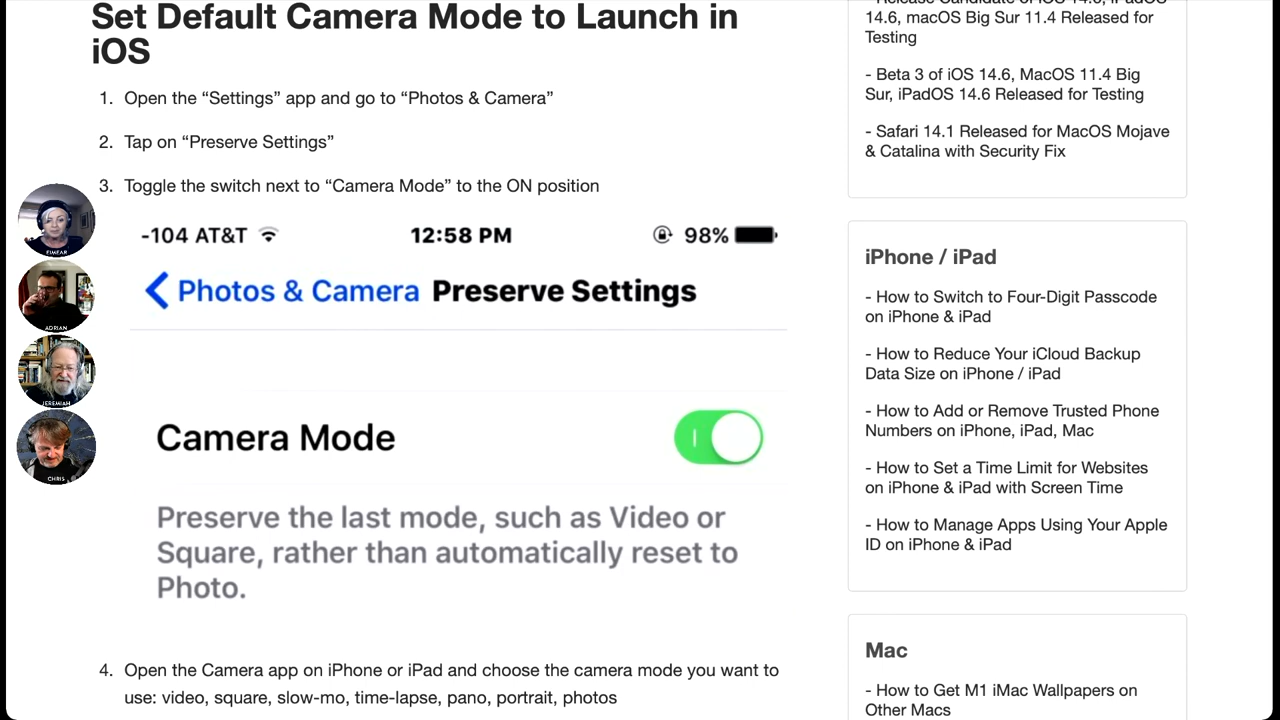 Set Default Camera Mode to Launch in
iOS
1. Open the “Settings” app and go to “Photos & Camera”
2. Tap on “Preserve Settings”
3. Toggle the switch next to “Camera Mode” to the ON position
EIMEAR
ADRIAN
JEREMIAH
CHRIS
-104 AT&T 12:58 PM 98%
Photos & Camera Preserve Settings
Camera Mode
Preserve the last mode, such as Video or
Square, rather than automatically reset to
Photo.
4. Open the Camera app on iPhone or iPad and choose the camera mode you want to
use: video, square, slow-mo, time-lapse, pano, portrait, photos
- Release Candidate of iOS 14.6, iPadOS
14.6, macOS Big Sur 11.4 Released for
Testing
- Beta 3 of iOS 14.6, MacOS 11.4 Big
Sur, iPadOS 14.6 Released for Testing
- Safari 14.1 Released for MacOS Mojave
& Catalina with Security Fix
iPhone / iPad
- How to Switch to Four-Digit Passcode
on iPhone & iPad
- How to Reduce Your iCloud Backup
Data Size on iPhone / iPad
- How to Add or Remove Trusted Phone
Numbers on iPhone, iPad, Mac
- How to Set a Time Limit for Websites
on iPhone & iPad with Screen Time
- How to Manage Apps Using Your Apple
ID on iPhone & iPad
Mac
- How to Get M1 iMac Wallpapers on
Other Macs